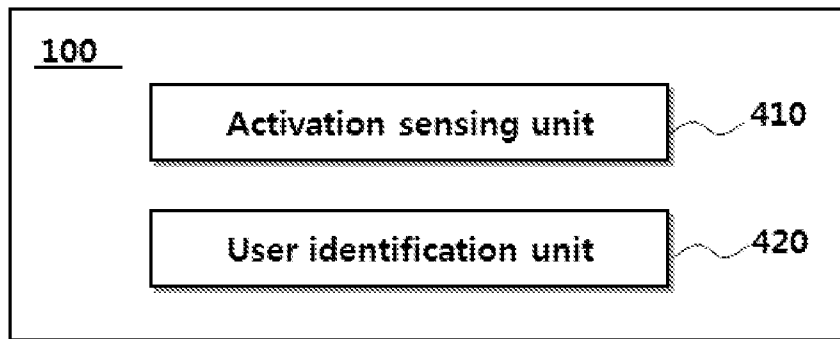 100
Activation sensing unit
410
User identification unit
420